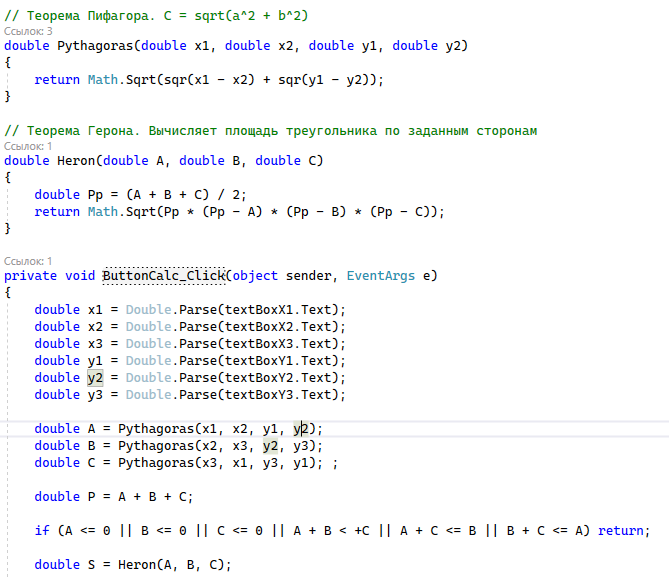 // Теорема Пифагора. C = sqrt(a^2 + b^2)
Ссылок: 3
double Pythagoras(double x1, double x2, double y1, double y2)
{
    return Math.Sqrt(sqr(x1 - x2) + sqr(y1 - y2));
}

// Теорема Герона. Вычисляет площадь треугольника по заданным сторонам
Ссылок: 1
double Heron(double A, double B, double C)
{
    double Pp = (A + B + C) / 2;
    return Math.Sqrt(Pp * (Pp - A) * (Pp - B) * (Pp - C));
}

Ссылок: 1
private void ButtonCalc_Click(object sender, EventArgs e)
{
    double x1 = Double.Parse(textBoxX1.Text);
    double x2 = Double.Parse(textBoxX2.Text);
    double x3 = Double.Parse(textBoxX3.Text);
    double y1 = Double.Parse(textBoxY1.Text);
    double y2 = Double.Parse(textBoxY2.Text);
    double y3 = Double.Parse(textBoxY3.Text);

    double A = Pythagoras(x1, x2, y1, y2);
    double B = Pythagoras(x2, x3, y2, y3);
    double C = Pythagoras(x3, x1, y3, y1); ;

    double P = A + B + C;

    if (A <= 0 || B <= 0 || C <= 0 || A + B < +C || A + C <= B || B + C <= A) return;

    double S = Heron(A, B, C);